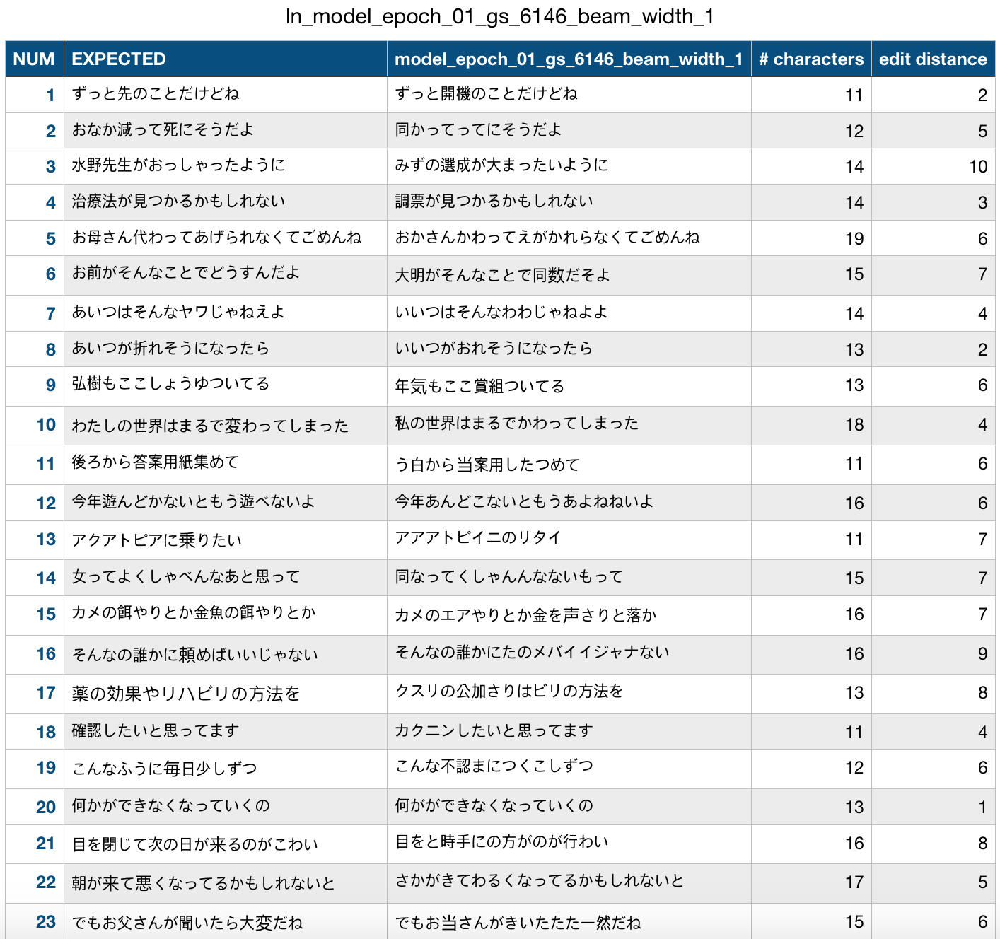 ln_model_epoch_01_gs_6146_beam_width_1
NUM EXPECTED model_epoch_01_gs_6146_beam_width_1 # characters edit distance
1 ずっと先のことだけどね ずっと開機のことだけどね 11 2
2 おなか減って死にそうだよ 同かってってにそうだよ 12 5
3 水野先生がおっしゃったように みずの選成が大まったいように 14 10
4 治療法が見つかるかもしれない 調票が見つかるかもしれない 14 3
5 お母さん代わってあげられなくてごめんね おかさんかわってえがかれらなくてごめんね 19 6
6 お前がそんなことでどうすんだよ 大明がそんなことで同数だそよ 15 7
7 あいつはそんなヤワじゃねえよ いいつはそんなわわじゃねよよ 14 4
8 あいつが折れそうになったら いいつがおれそうになったら 13 2
9 弘樹もここしょうゆついてる 年気もここ賞組ついてる 13 6
10 わたしの世界はまるで変わってしまった 私の世界はまるでかわってしまった 18 4
11 後ろから答案用紙集めて う白から当案用したつめて 11 6
12 今年遊んどかないともう遊べないよ 今年あんどこないともうあよねねいよ 16 6
13 アクアトピアに乗りたい アアアトピイニのリタイ 11 7
14 女ってよくしゃべんなあと思って 同なってくしゃんんなないもって 15 7
15 カメの餌やりとか金魚の餌やりとか カメのエアやりとか金を声さりと落か 16 7
16 そんなの誰かに頼めばいいじゃない そんなの誰かにたのメバイイジャナない 16 9
17 薬の効果やリハビリの方法を クスリの公加さりはビリの方法を 13 8
18 確認したいと思ってます カクニンしたいと思ってます 11 4
19 こんなふうに毎日少しずつ こんな不認まにつくこしずつ 12 6
20 何かができなくなっていくの 何がができなくなっていくの 13 1
21 目を閉じて次の日が来るのがこわい 目をと時手にの方がのが行わい 16 8
22 朝が来て悪くなってるかもしれないと さかがきてわるくなってるかもしれないと 17 5
23 でもお父さんが聞いたら大変だね でもお当さんがきいたたた一然だね 15 6